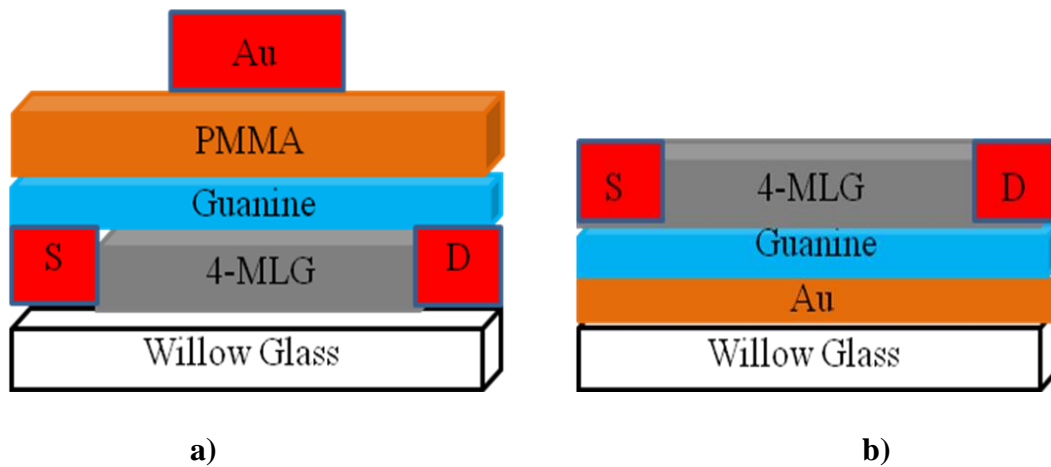 Au
PMMA
Guanine
S 4-MLG D
Willow Glass
a)
S 4-MLG D
Guanine
Au
Willow Glass
b)